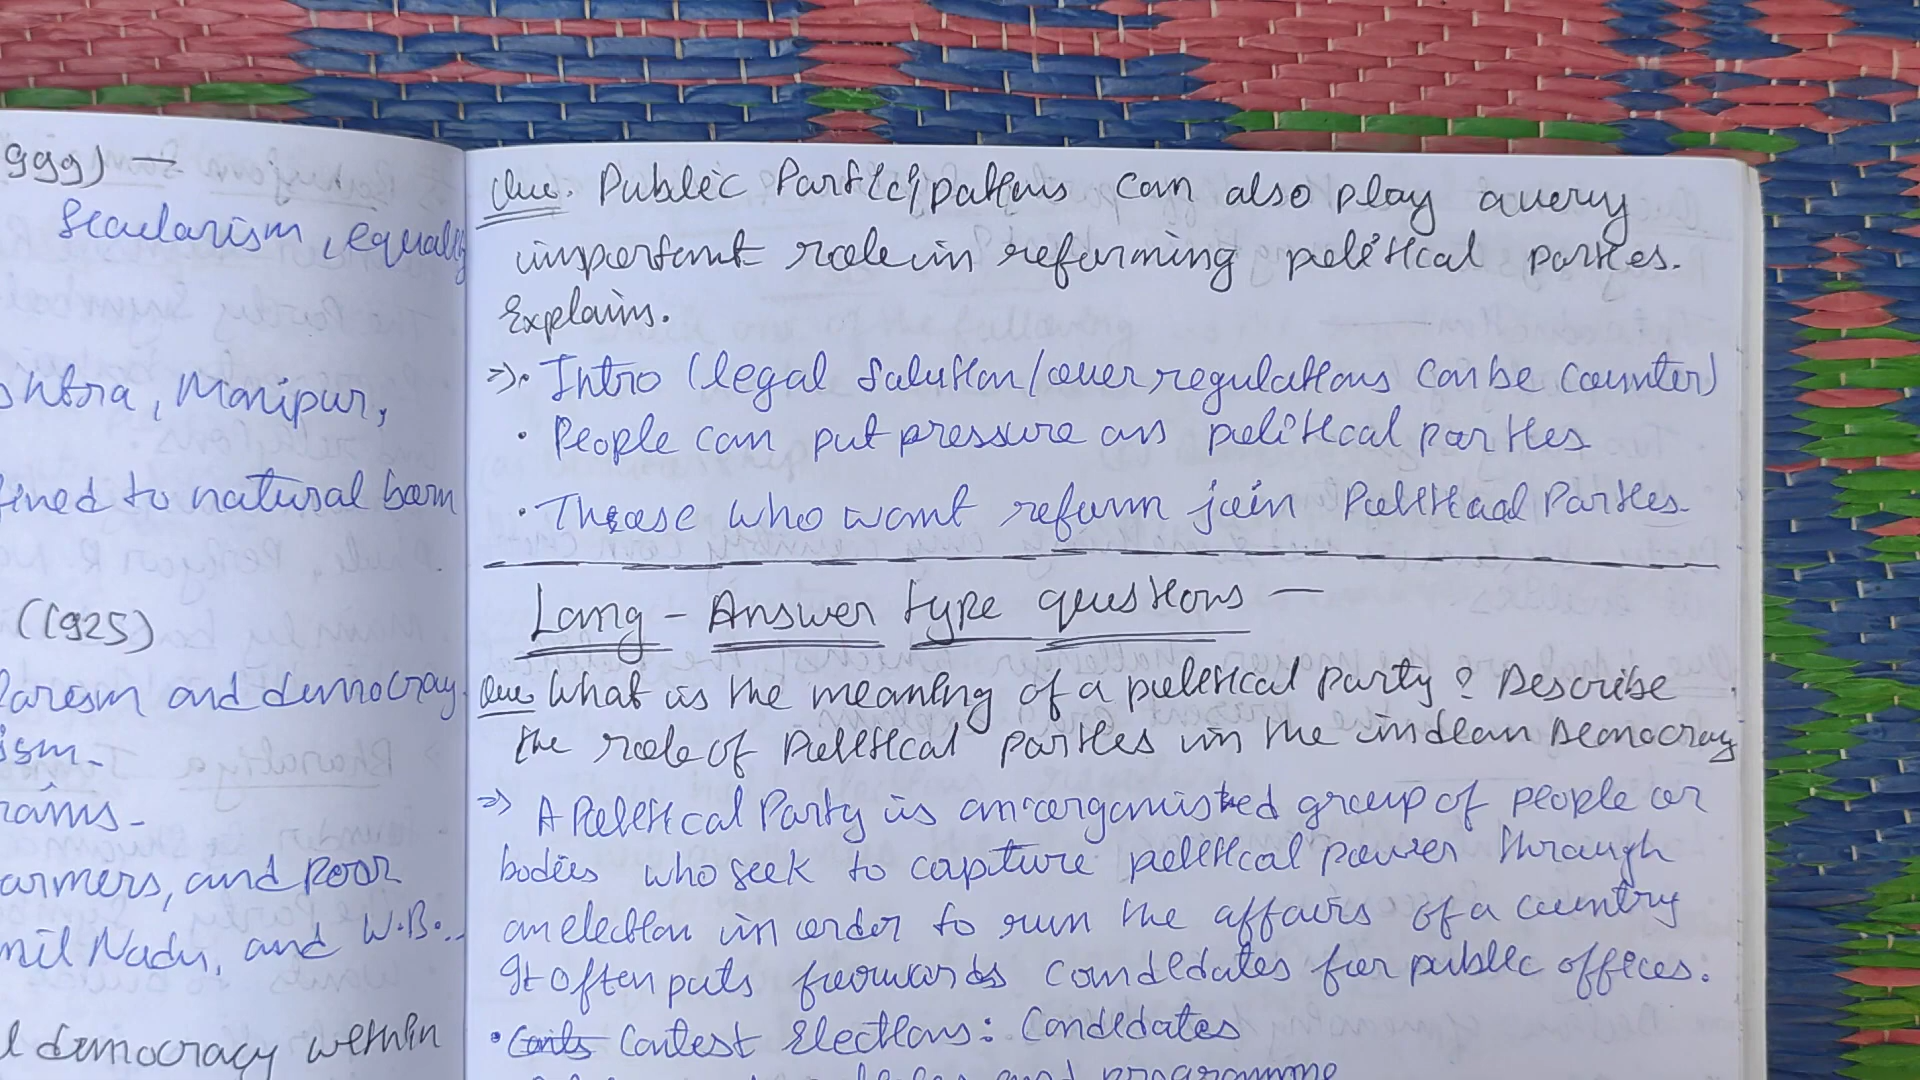 999) —
Secularism, equality
Manipur,
fined to natural born
(1925)
and democracy.
ism.
armers, and poor
mil Nadu, and W.B...
l democracy within
Que. Public Participations can also play a very
important role in reforming political parties.
Explains.
=> • Intro (legal solution/over regulations can be counter)
• People can put pressure ons political parties
• Those who want reform join Political Parties.
Long - Answer type questions —
Que What is the meaning of a political party? Describe
the role of Political parties in the indian Democracy
=> A Political Party is an organisted group of people or
bodies who seek to capture political power through
an election in order to run the affairs of a country
It often puts forwards candidates for public offices.
• Contest Elections: Candidates
and programme